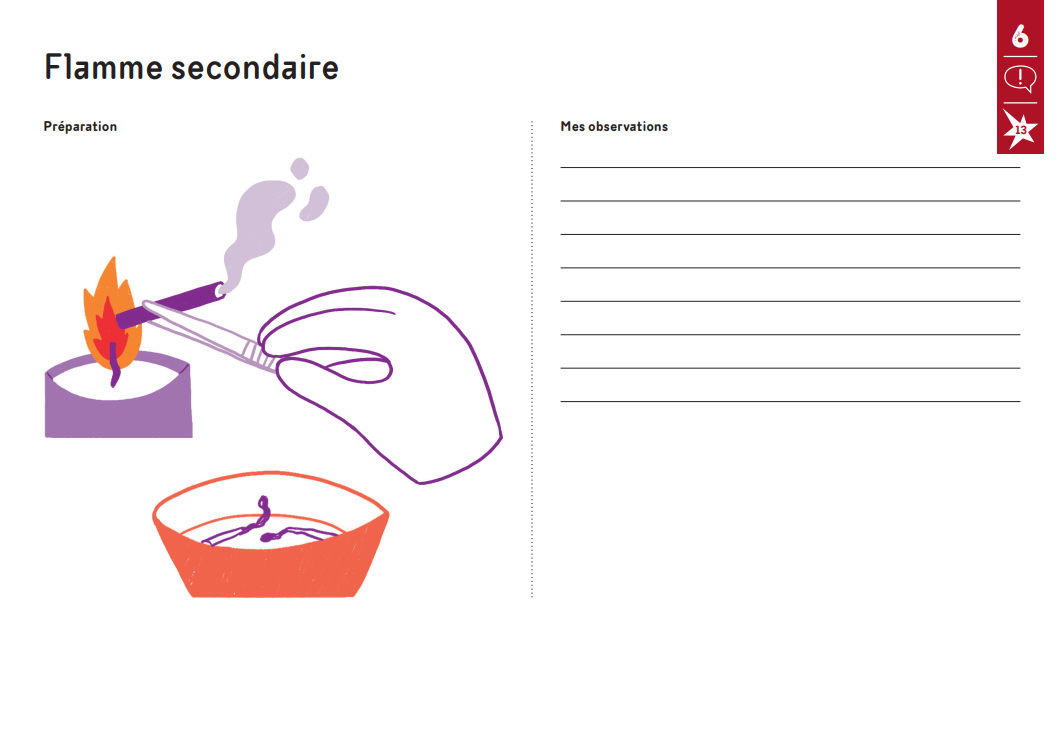 Flamme secondaire
6
13
Préparation
Mes observations